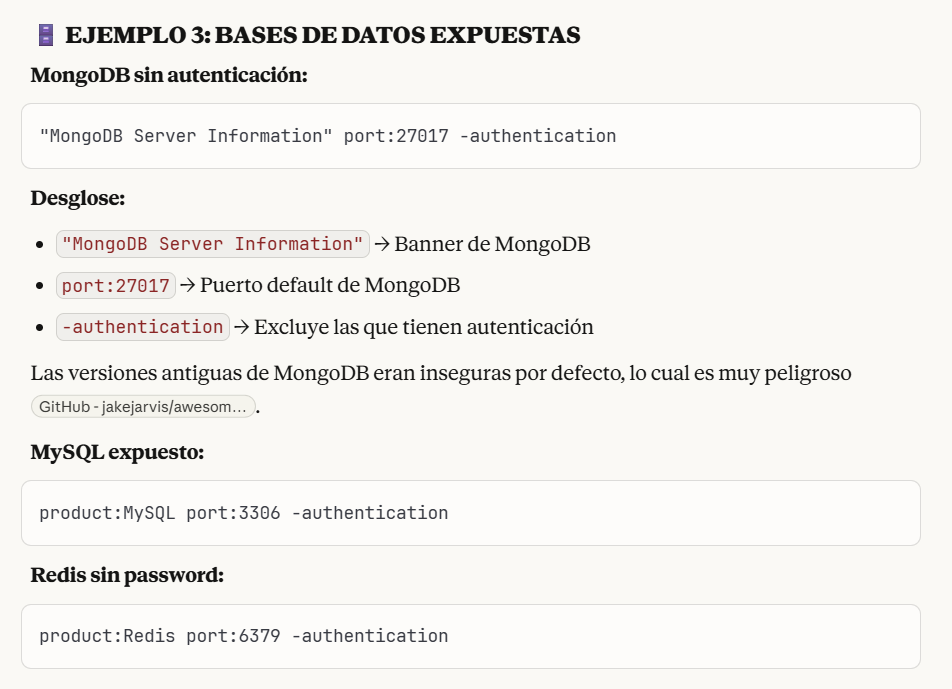 EJEMPLO 3: BASES DE DATOS EXPUESTAS
MongoDB sin autenticación:
"MongoDB Server Information" port:27017 -authentication
Desglose:
• "MongoDB Server Information" → Banner de MongoDB
• port:27017 → Puerto default de MongoDB
• -authentication → Excluye las que tienen autenticación
Las versiones antiguas de MongoDB eran inseguras por defecto, lo cual es muy peligroso
GitHub - jakejarvis/awesom... .
MySQL expuesto:
product:MySQL port:3306 -authentication
Redis sin password:
product:Redis port:6379 -authentication